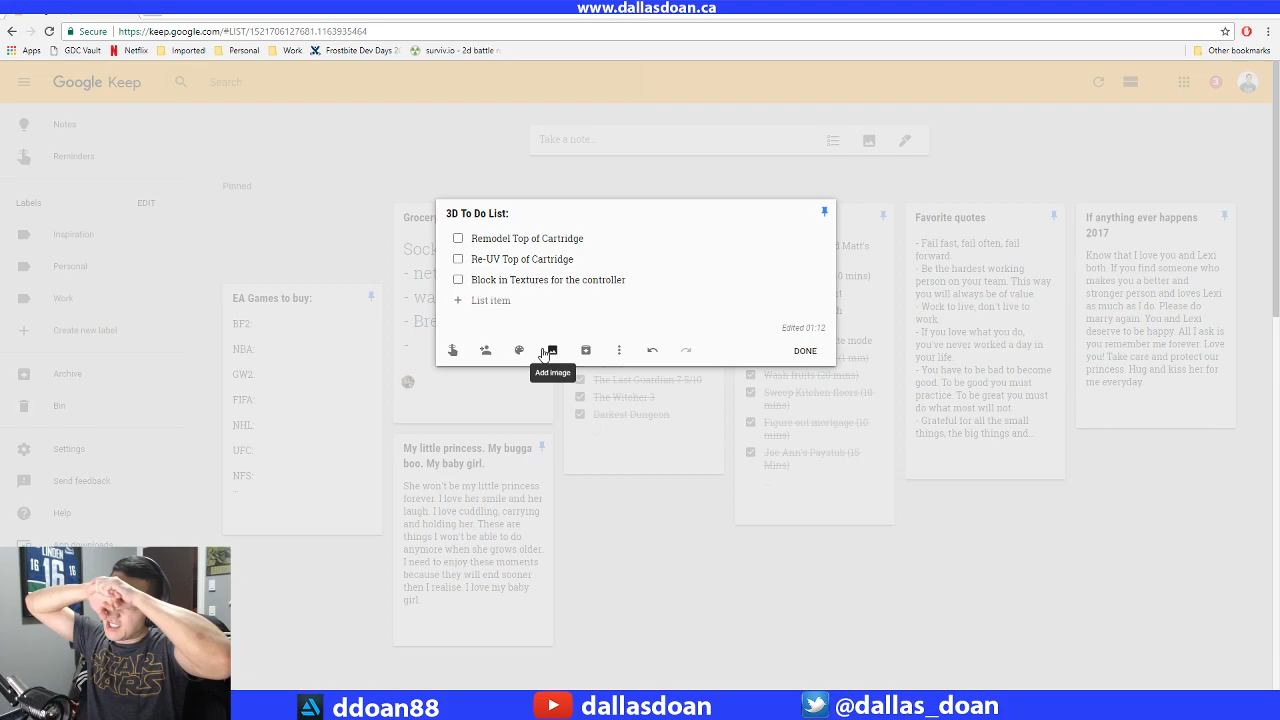 www.dallasdoan.ca
Secure https://keep.google.com/#LIST/1521706127681.1163935464
Apps GDC Vault Netflix Imported Personal Work Frostbite Dev Days 2 surviv.io - 2d battle r Other bookmarks
Google Keep Search 3
Notes
Reminders
Labels EDIT
Inspiration
Personal
Work
Create new label
Archive
Bin
Settings
Send feedback
Help
App downloads
Take a note...
Pinned
EA Games to buy:
BF2:
NBA:
GW2:
FIFA:
NHL:
UFC:
NFS:
...
3D To Do List:
Remodel Top of Cartridge
Re-UV Top of Cartridge
Block in Textures for the controller
+ List item
Edited 01:12
DONE
Add image
My little princess. My bugga
boo. My baby girl.
She won't be my little princess
forever. I love her smile and her
laugh. I love cuddling, carrying
and holding her. These are
things I won't be able to do
anymore when she grows older.
I need to enjoy these moments
because they will end sooner
then I realise. I love my baby
girl.
The Last Guardian 7.5/10
The Witcher 3
Darkest Dungeon
Wash fruits (20 mins)
Sweep Kitchen floors (10
mins)
Figure out mortgage (10
mins)
Joe Ann's Paystub (15
Mins)
Favorite quotes
- Fail fast, fail often, fail
forward.
- Be the hardest working
person on your team. This way
you will always be of value.
- Work to live, don't live to
work.
- If you love what you do,
you'll never worked a day in
your life.
- You have to be bad to become
good. To be good you must
practice. To be great you must
do what most will not.
- Grateful for all the small
things, the big things and...
If anything ever happens
2017
Know that I love you and Lexi
both. If you find someone who
makes you a better and
stronger person and loves Lexi
as much as I do. Please do
marry again. You and Lexi
deserve to be happy. All I ask is
you remember me forever. Love
you! Take care and protect our
princess. Hug and kiss her for
me everyday.
LINDEN
16 16
STAR
WARS
ddoan88 dallasdoan @dallas_doan